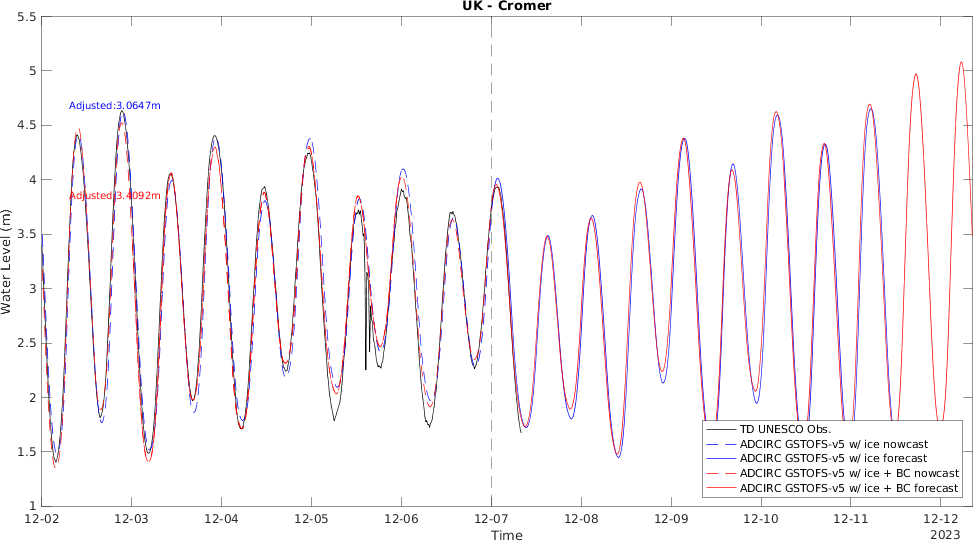 UK - Cromer
5.5
5
4.5
4
3.5
3
2.5
2
1.5
1
Water Level (m)
Adjusted:3.0647m
Adjusted:3.4092m
TD UNESCO Obs.
ADCIRC GSTOFS-v5 w/ ice nowcast
ADCIRC GSTOFS-v5 w/ ice forecast
ADCIRC GSTOFS-v5 w/ ice + BC nowcast
ADCIRC GSTOFS-v5 w/ ice + BC forecast
12-02 12-03 12-04 12-05 12-06 12-07 12-08 12-09 12-10 12-11 12-12
Time
2023